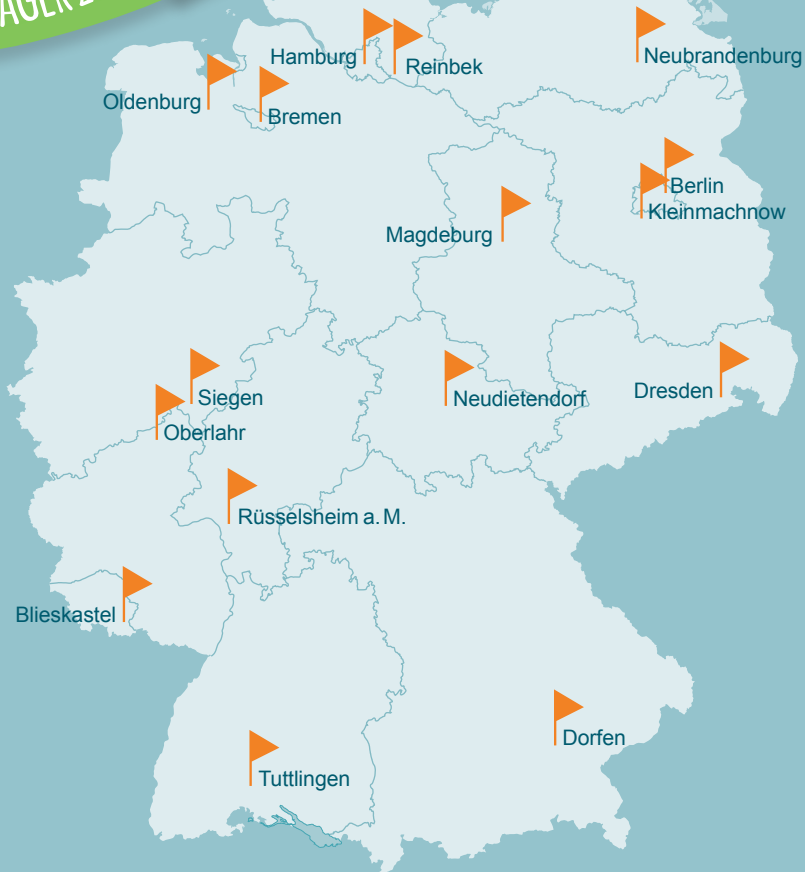 Hamburg
Reinbek
Neubrandenburg
Oldenburg
Bremen
Berlin
Kleinmachnow
Magdeburg
Siegen
Oberlahr
Neudietendorf
Dresden
Rüsselsheim a. M.
Blieskastel
Dorfen
Tuttlingen